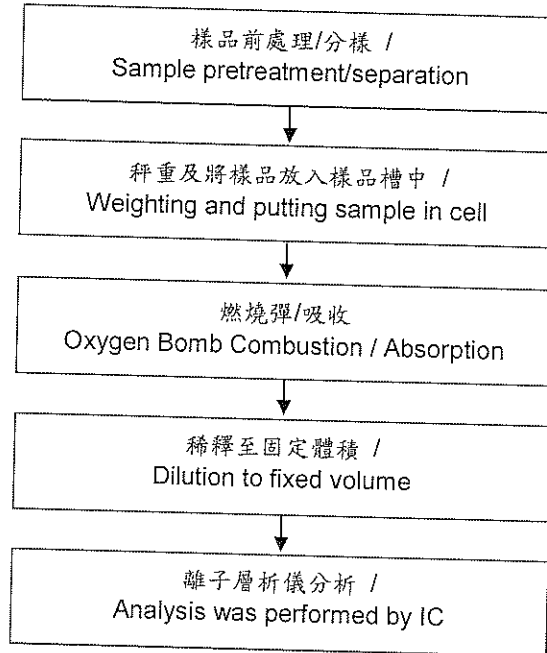 樣品前處理/分樣 /
Sample pretreatment/separation
秤重及將樣品放入樣品槽中 /
Weighting and putting sample in cell
燃燒彈/吸收
Oxygen Bomb Combustion / Absorption
稀釋至固定體積 /
Dilution to fixed volume
離子層析儀分析 /
Analysis was performed by IC